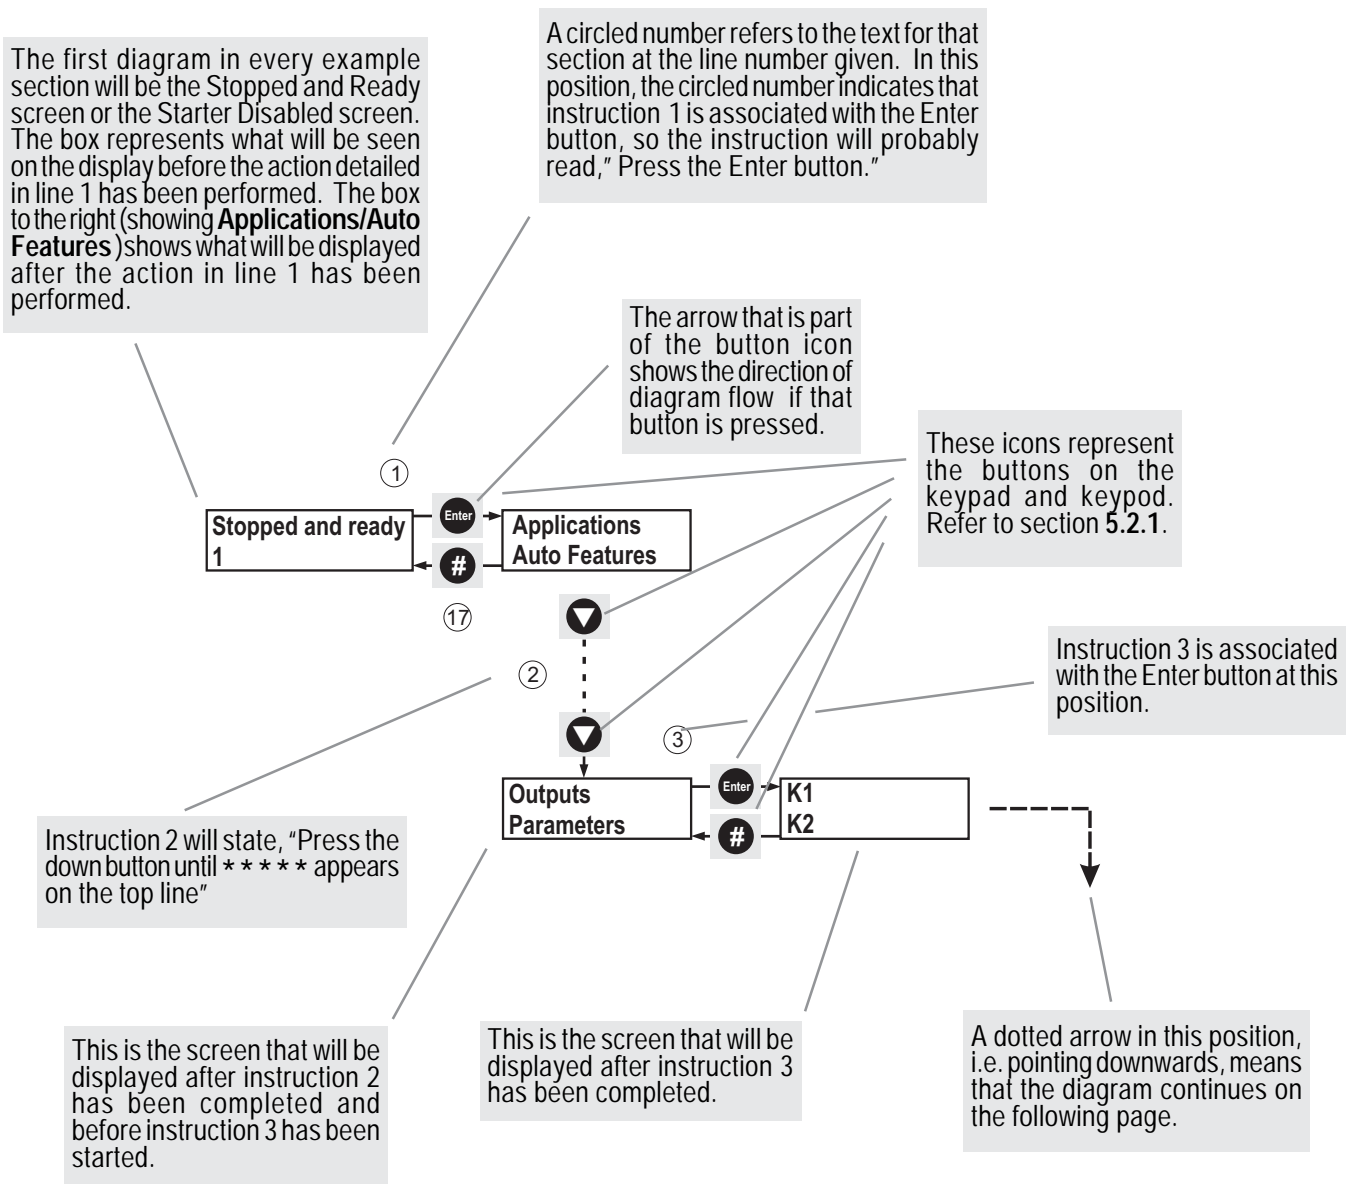 The first diagram in every example
section will be the Stopped and Ready
screen or the Starter Disabled screen.
The box represents what will be seen
on the display before the action detailed
in line 1 has been performed. The box
to the right (showing Applications/Auto
Features )shows what will be displayed
after the action in line 1 has been
performed.
A circled number refers to the text for that
section at the line number given. In this
position, the circled number indicates that
instruction 1 is associated with the Enter
button, so the instruction will probably
read," Press the Enter button."
The arrow that is part
of the button icon
shows the direction of
diagram flow if that
button is pressed.
These icons represent
the buttons on the
keypad and keypod.
Refer to section 5.2.1.
1
Stopped and ready
1
Enter
#
Applications
Auto Features
17
2
Instruction 3 is associated
with the Enter button at this
position.
3
Outputs
Parameters
Enter
#
K1
K2
Instruction 2 will state, "Press the
down button until ***** appears
on the top line"
This is the screen that will be
displayed after instruction 2
has been completed and
before instruction 3 has been
started.
This is the screen that will be
displayed after instruction 3
has been completed.
A dotted arrow in this position,
i.e. pointing downwards, means
that the diagram continues on
the following page.